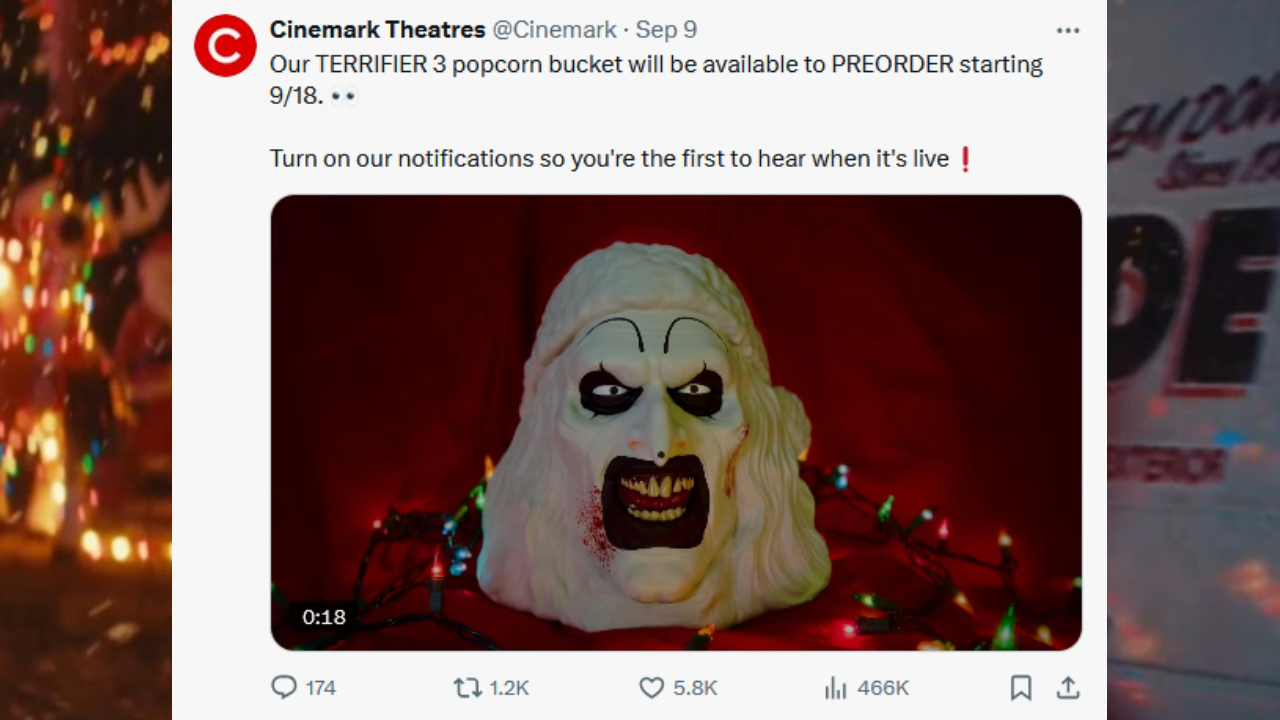 Cinemark Theatres @Cinemark · Sep 9
Our TERRIFIER 3 popcorn bucket will be available to PREORDER starting
9/18. 👀
Turn on our notifications so you're the first to hear when it's live❗
0:18
174 1.2K 5.8K 466K